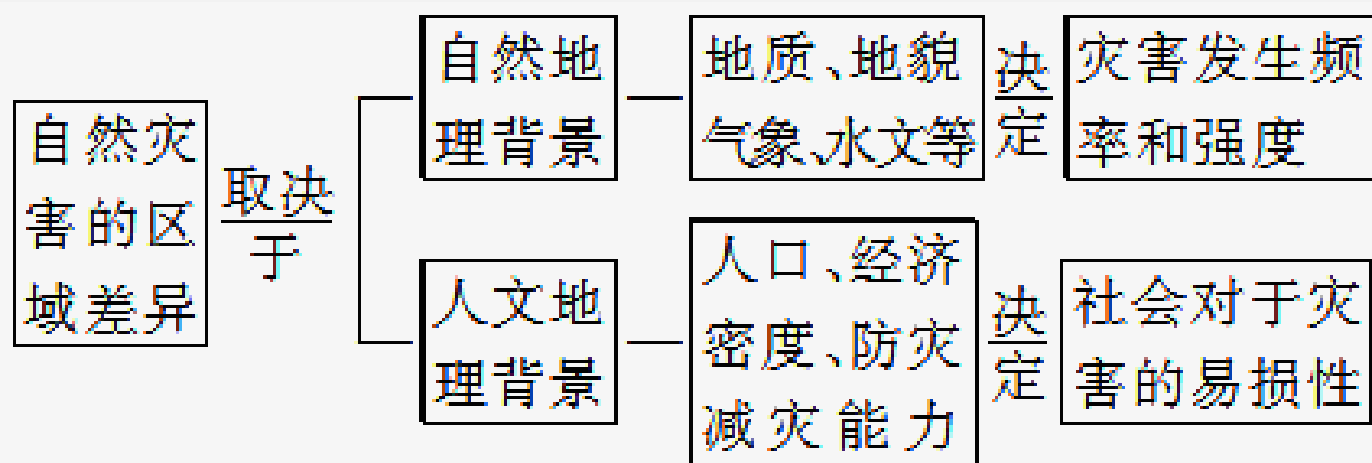 自然灾
害的区
域差异
取决
于
自然地
理背景
地质、地貌
气象、水文等
决
定
灾害发生频
率和强度
人文地
理背景
人口、经济
密度、防灾
减灾能力
决
定
社会对于灾
害的易损性